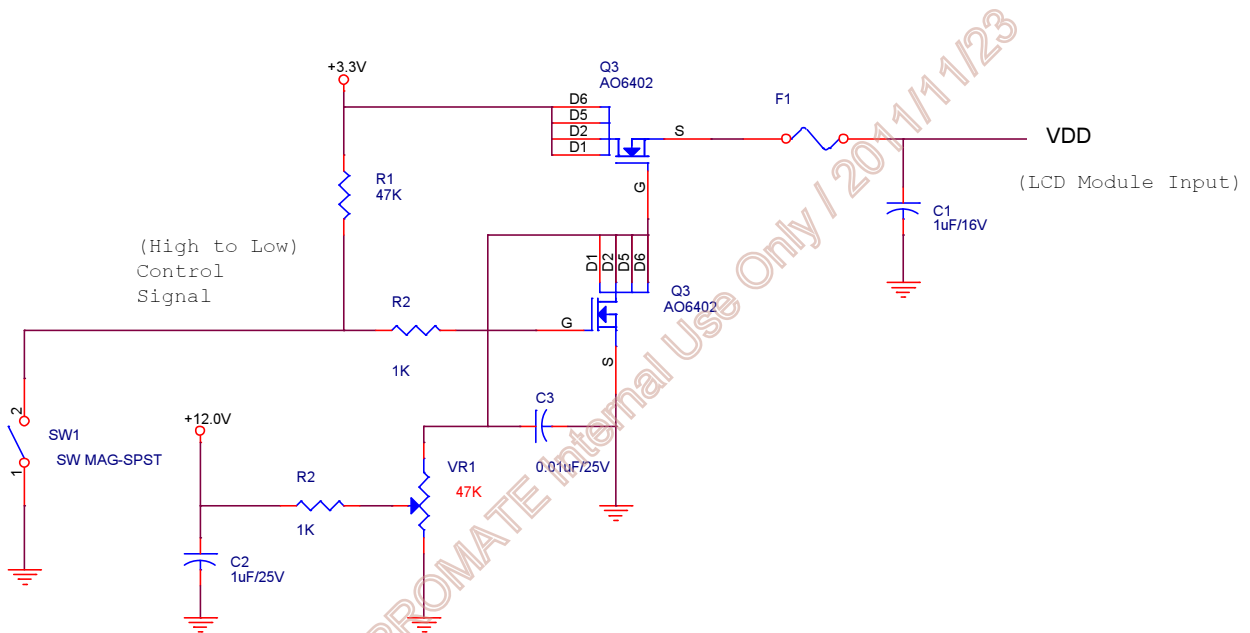 +3.3V
Q3
AO6402
D6
D5
D2
D1
S
G
F1
VDD
(LCD Module Input)
R1
47K
C1
1uF/16V
(High to Low)
Control
Signal
D1
D2
D5
D6
Q3
AO6402
R2
1K
G
S
2
1
SW1
SW MAG-SPST
+12.0V
C3
0.01uF/25V
R2
1K
VR1
47K
C2
1uF/25V
PROMATE Internal Use Only / 2011/11/23